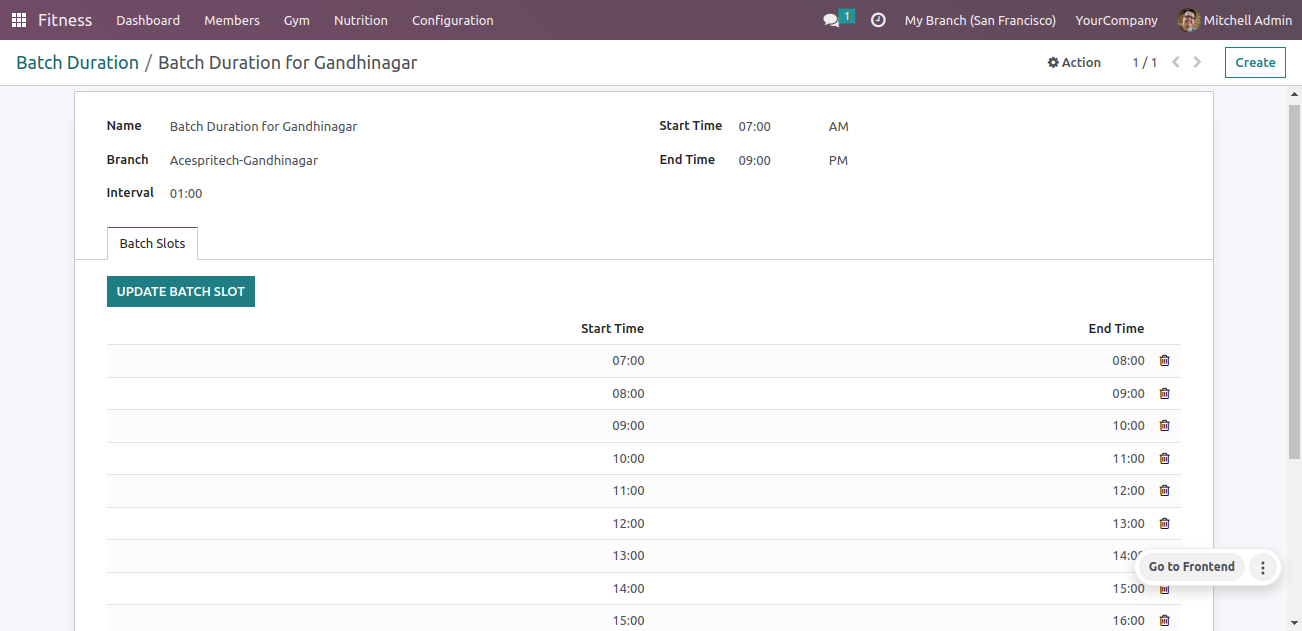 Fitness Dashboard Members Gym Nutrition Configuration 1 My Branch (San Francisco) YourCompany Mitchell Admin
Batch Duration / Batch Duration for Gandhinagar Action 1 / 1 Create
Name Batch Duration for Gandhinagar Start Time 07:00 AM
Branch Acespritech-Gandhinagar End Time 09:00 PM
Interval 01:00
Batch Slots
UPDATE BATCH SLOT
Start Time End Time
07:00 08:00
08:00 09:00
09:00 10:00
10:00 11:00
11:00 12:00
12:00 13:00
13:00 14:00
Go to Frontend
14:00 15:00
15:00 16:00